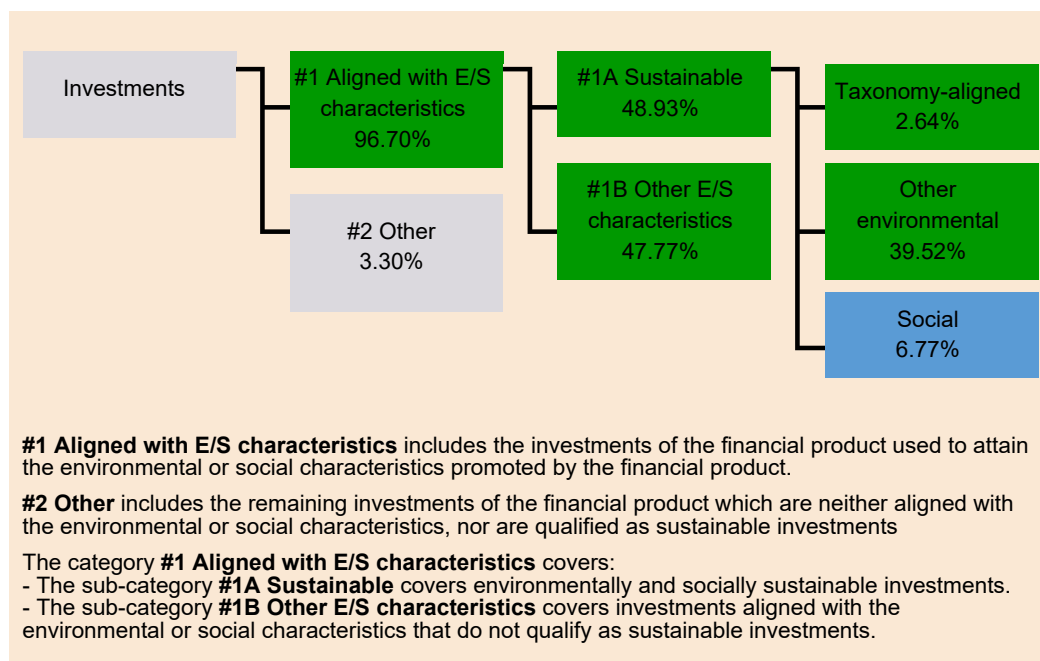 Investments
#1 Aligned with E/S
characteristics
96.70%
#2 Other
3.30%
#1A Sustainable
48.93%
#1B Other E/S
characteristics
47.77%
Taxonomy-aligned
2.64%
Other
environmental
39.52%
Social
6.77%
#1 Aligned with E/S characteristics includes the investments of the financial product used to attain
the environmental or social characteristics promoted by the financial product.
#2 Other includes the remaining investments of the financial product which are neither aligned with
the environmental or social characteristics, nor are qualified as sustainable investments
The category #1 Aligned with E/S characteristics covers:
- The sub-category #1A Sustainable covers environmentally and socially sustainable investments.
- The sub-category #1B Other E/S characteristics covers investments aligned with the
environmental or social characteristics that do not qualify as sustainable investments.